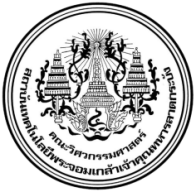 สถาบันเทคโนโลยีพระจอมเกล้าเจ้าคุณทหารลาดกระบัง
๔
คณะวิศวกรรมศาสตร์